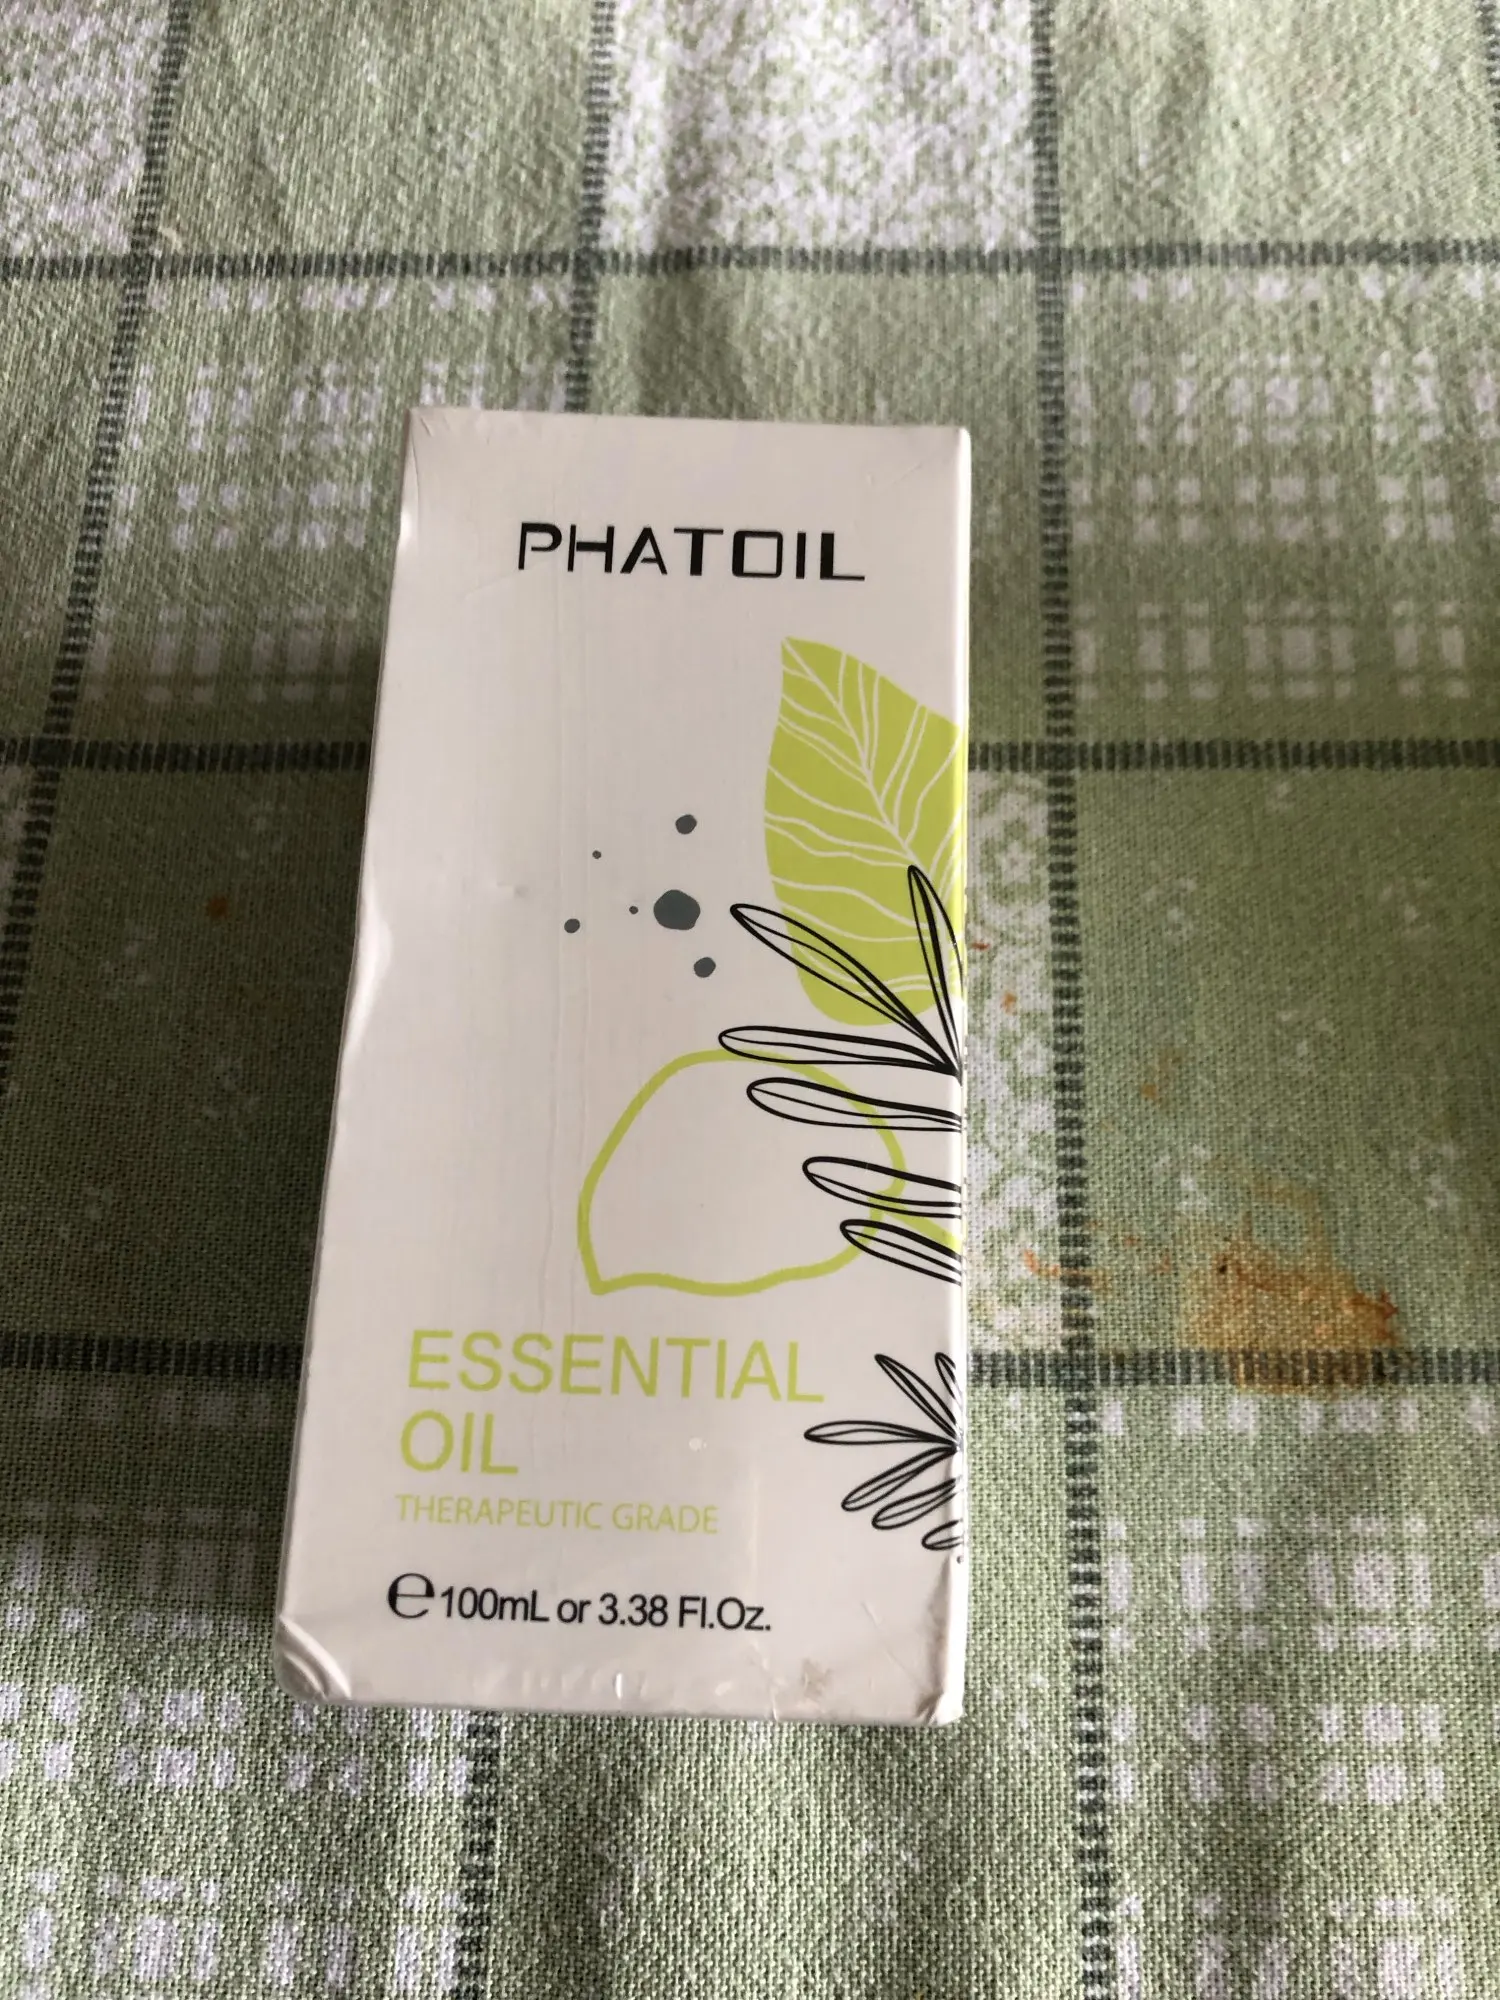 PHATOIL
ESSENTIAL
OIL
THERAPEUTIC GRADE
℮100mL or 3.38 Fl.Oz.